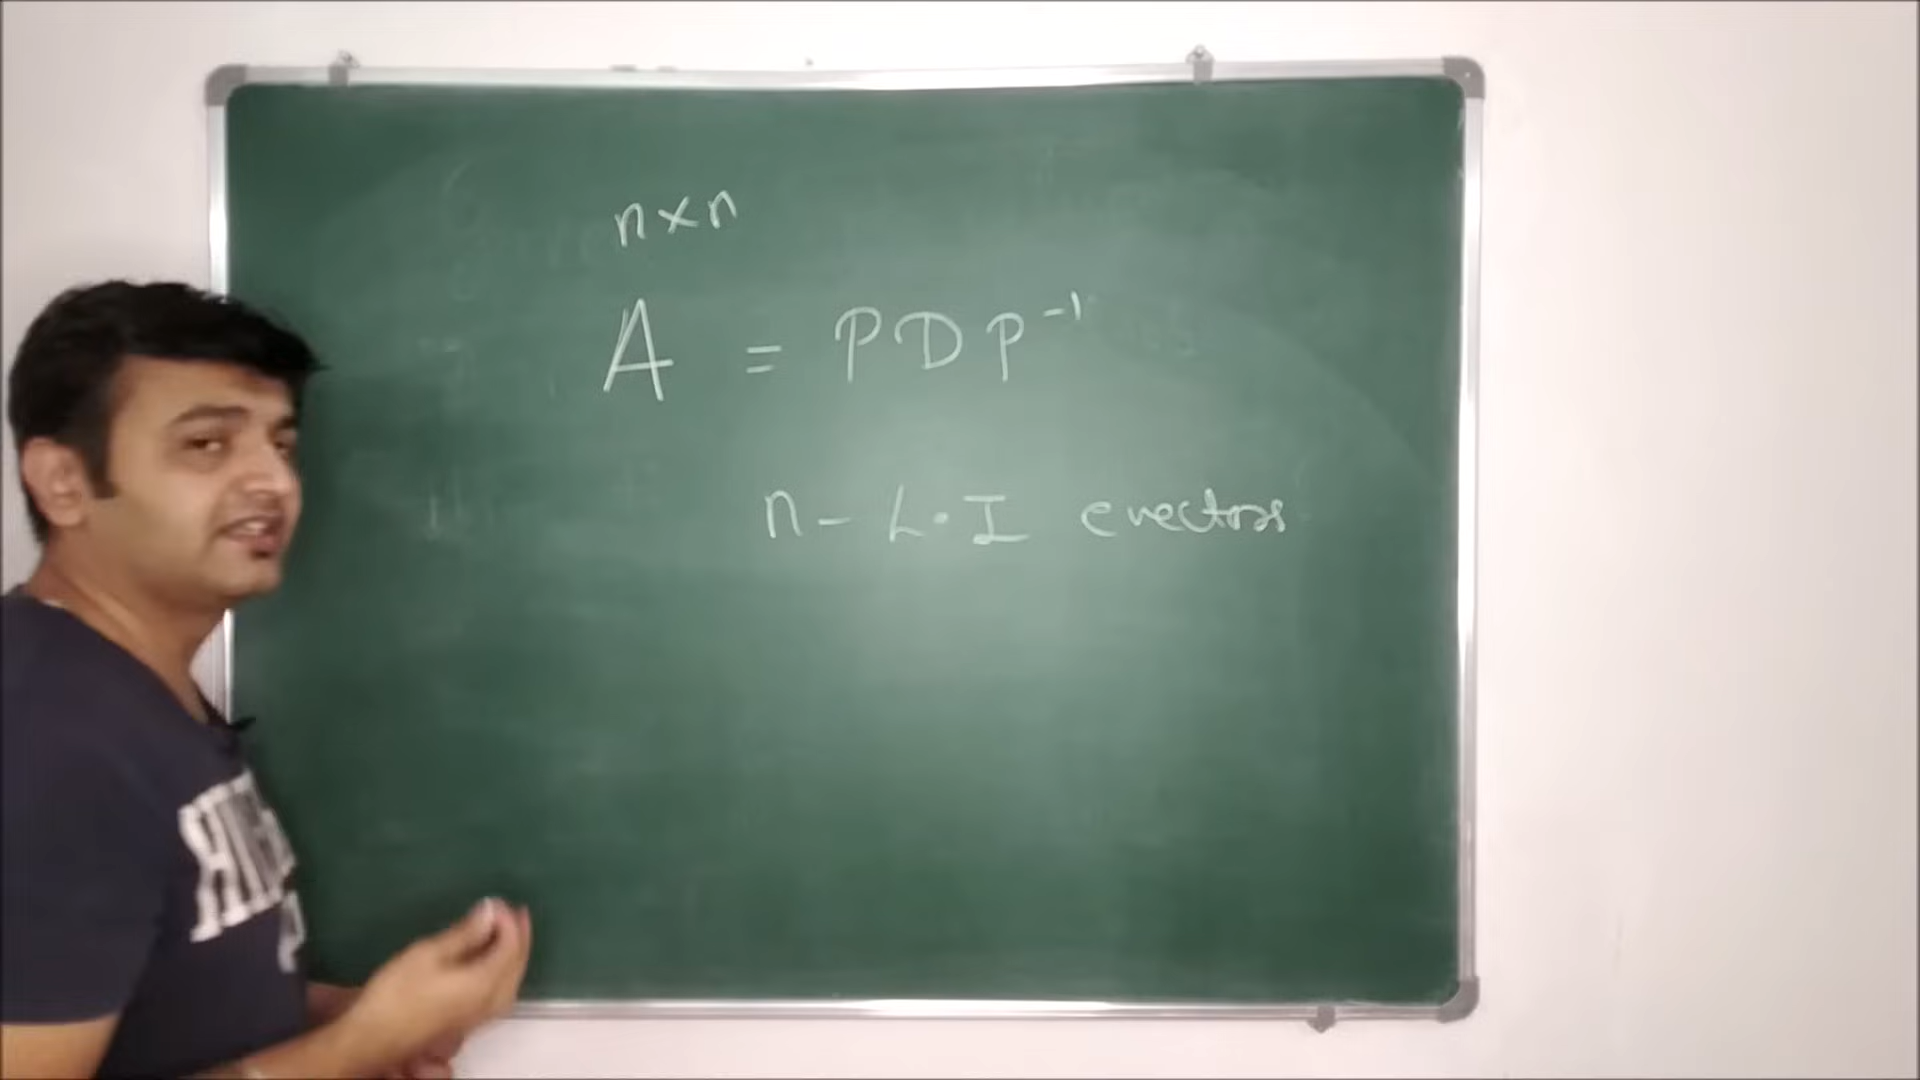 n×n
A = PDP⁻¹
n - L.I evectors